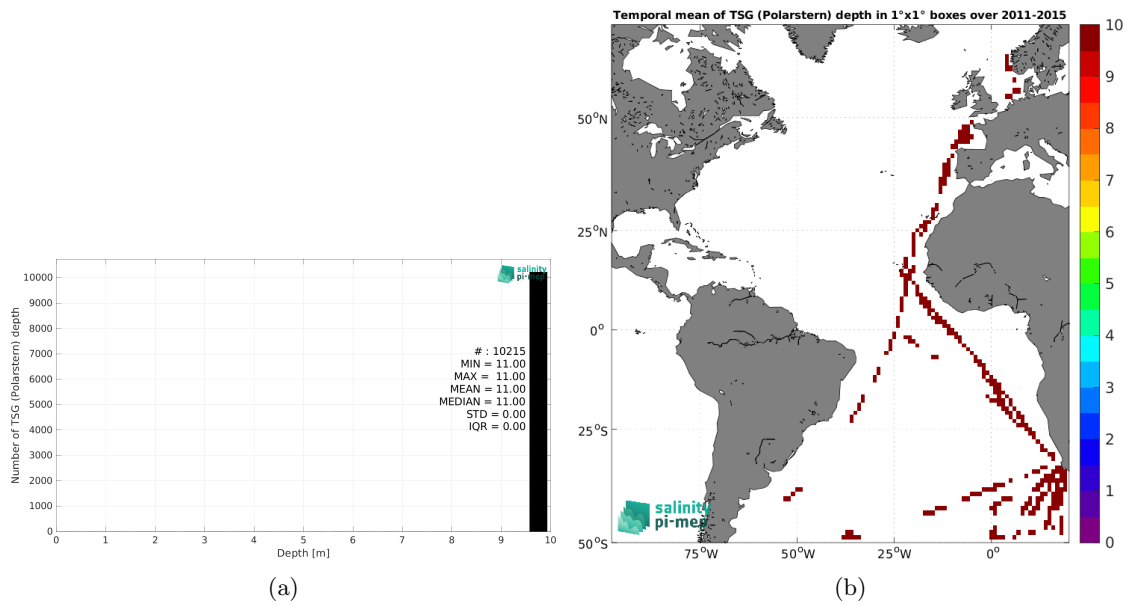 Temporal mean of TSG (Polarstern) depth in 1°x1° boxes over 2011-2015
Number of TSG (Polarstern) depth
10000
9000
8000
7000
6000
5000
4000
3000
2000
1000
0
salinity
pi-mep
# : 10215
MIN = 11.00
MAX = 11.00
MEAN = 11.00
MEDIAN = 11.00
STD = 0.00
IQR = 0.00
0 1 2 3 4 5 6 7 8 9 10
Depth [m]
(a)
50°N
25°N
0°
25°S
50°S
75°W 50°W 25°W 0°
salinity
pi-mep
10
9
8
7
6
5
4
3
2
1
0
(b)